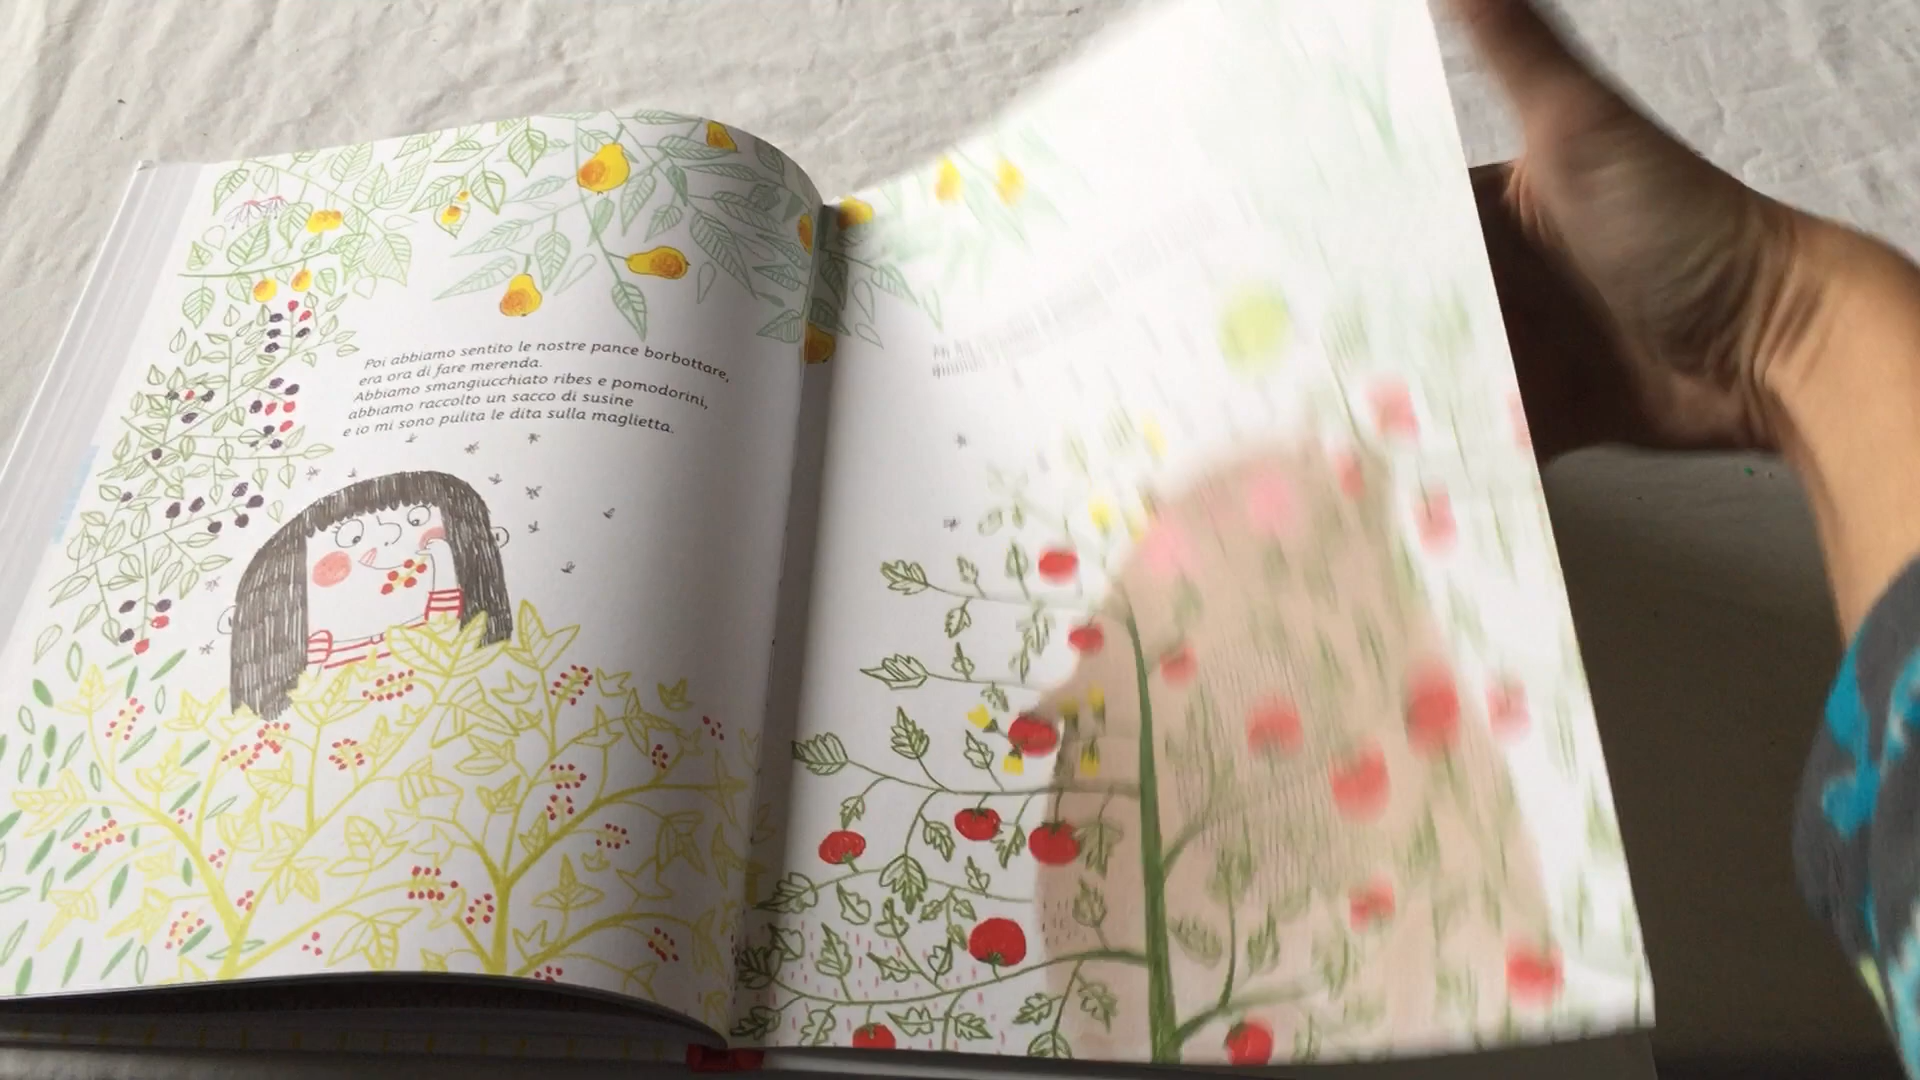 Poi abbiamo sentito le nostre pance borbottare,
era ora di fare merenda.
Abbiamo smangiucchiato ribes e pomodorini,
abbiamo raccolto un sacco di susine
e io mi sono pulita le dita sulla maglietta.